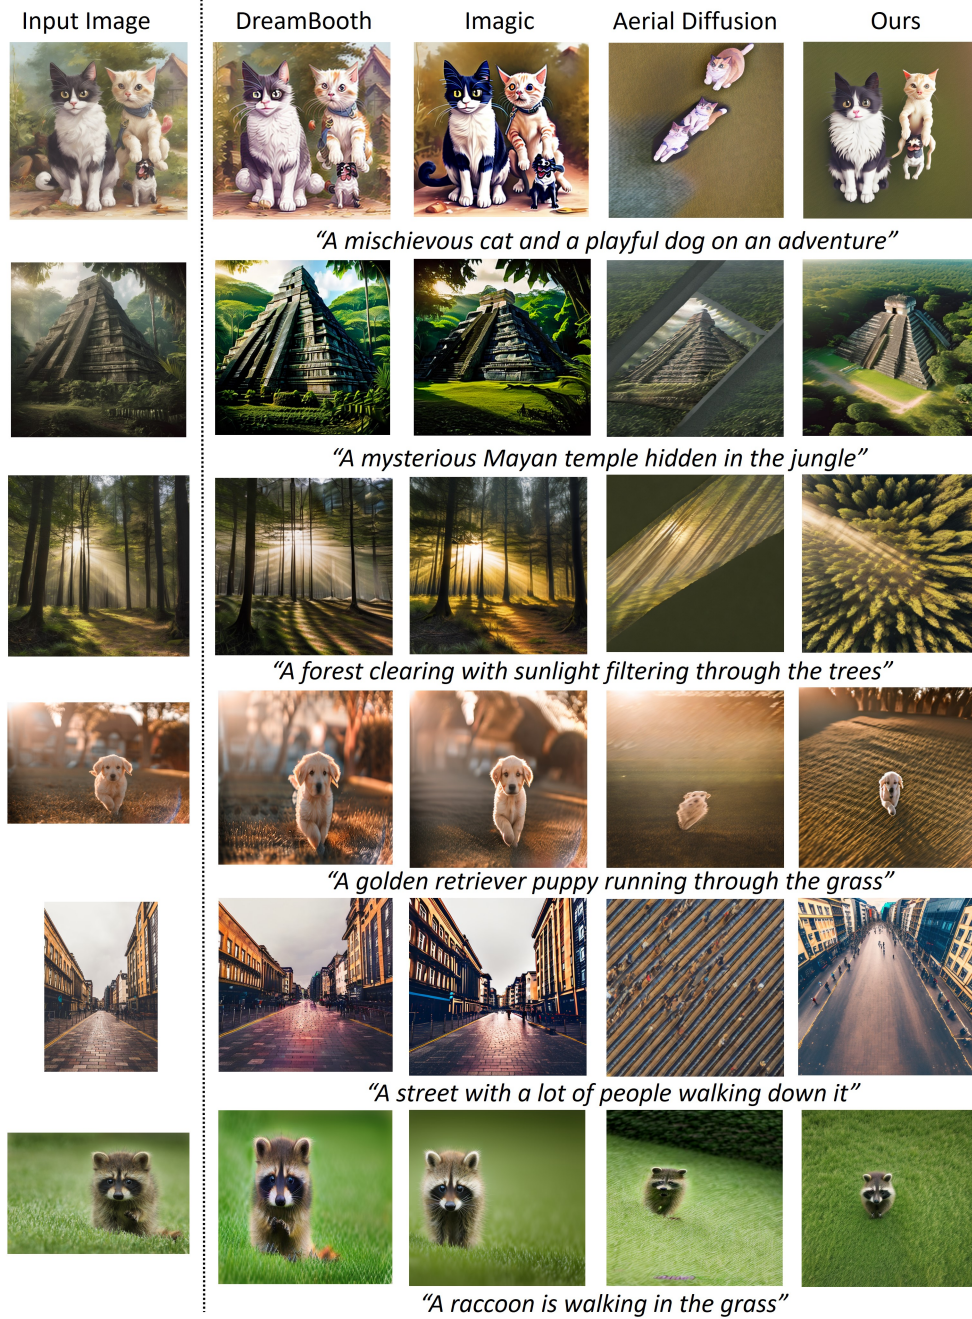 Input Image
DreamBooth
Imagic
Aerial Diffusion
Ours
“A mischievous cat and a playful dog on an adventure”
“A mysterious Mayan temple hidden in the jungle”
“A forest clearing with sunlight filtering through the trees”
“A golden retriever puppy running through the grass”
“A street with a lot of people walking down it”
“A raccoon is walking in the grass”